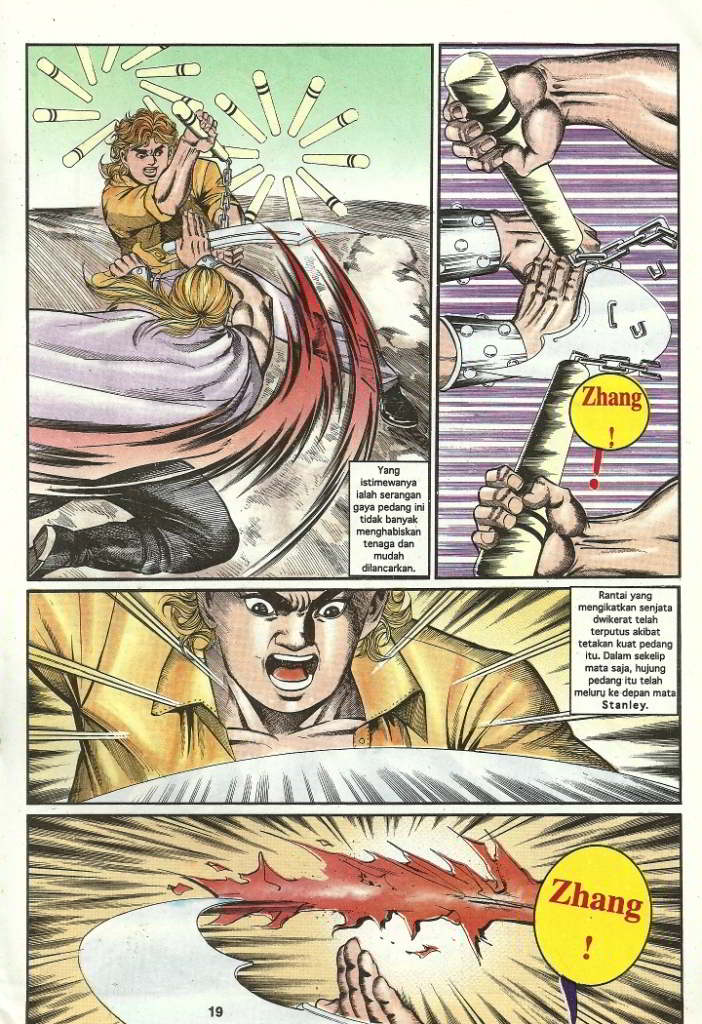 Yang
istimewanya
ialah serangan
gaya pedang ini
tidak banyak
menghabiskan
tenaga dan
mudah
dilancarkan.
Zhang
!
!
Rantai yang
mengikatkan senjata
dwikerat telah
terputus akibat
tetakan kuat pedang
itu. Dalam sekelip
mata saja, hujung
pedang itu telah
meluru ke depan mata
Stanley.
Zhang
!
19